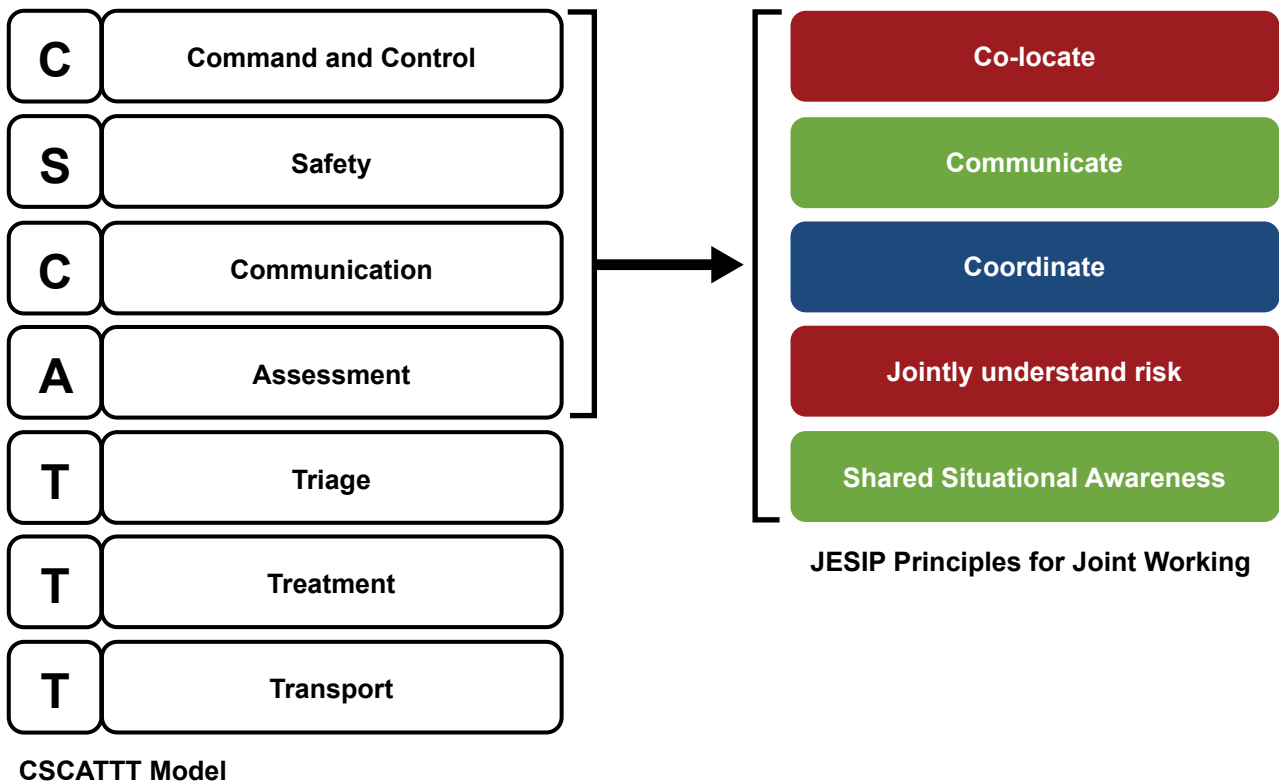 C Command and Control
S Safety
C Communication
A Assessment
T Triage
T Treatment
T Transport
CSCATTT Model
Co-locate
Communicate
Coordinate
Jointly understand risk
Shared Situational Awareness
JESIP Principles for Joint Working